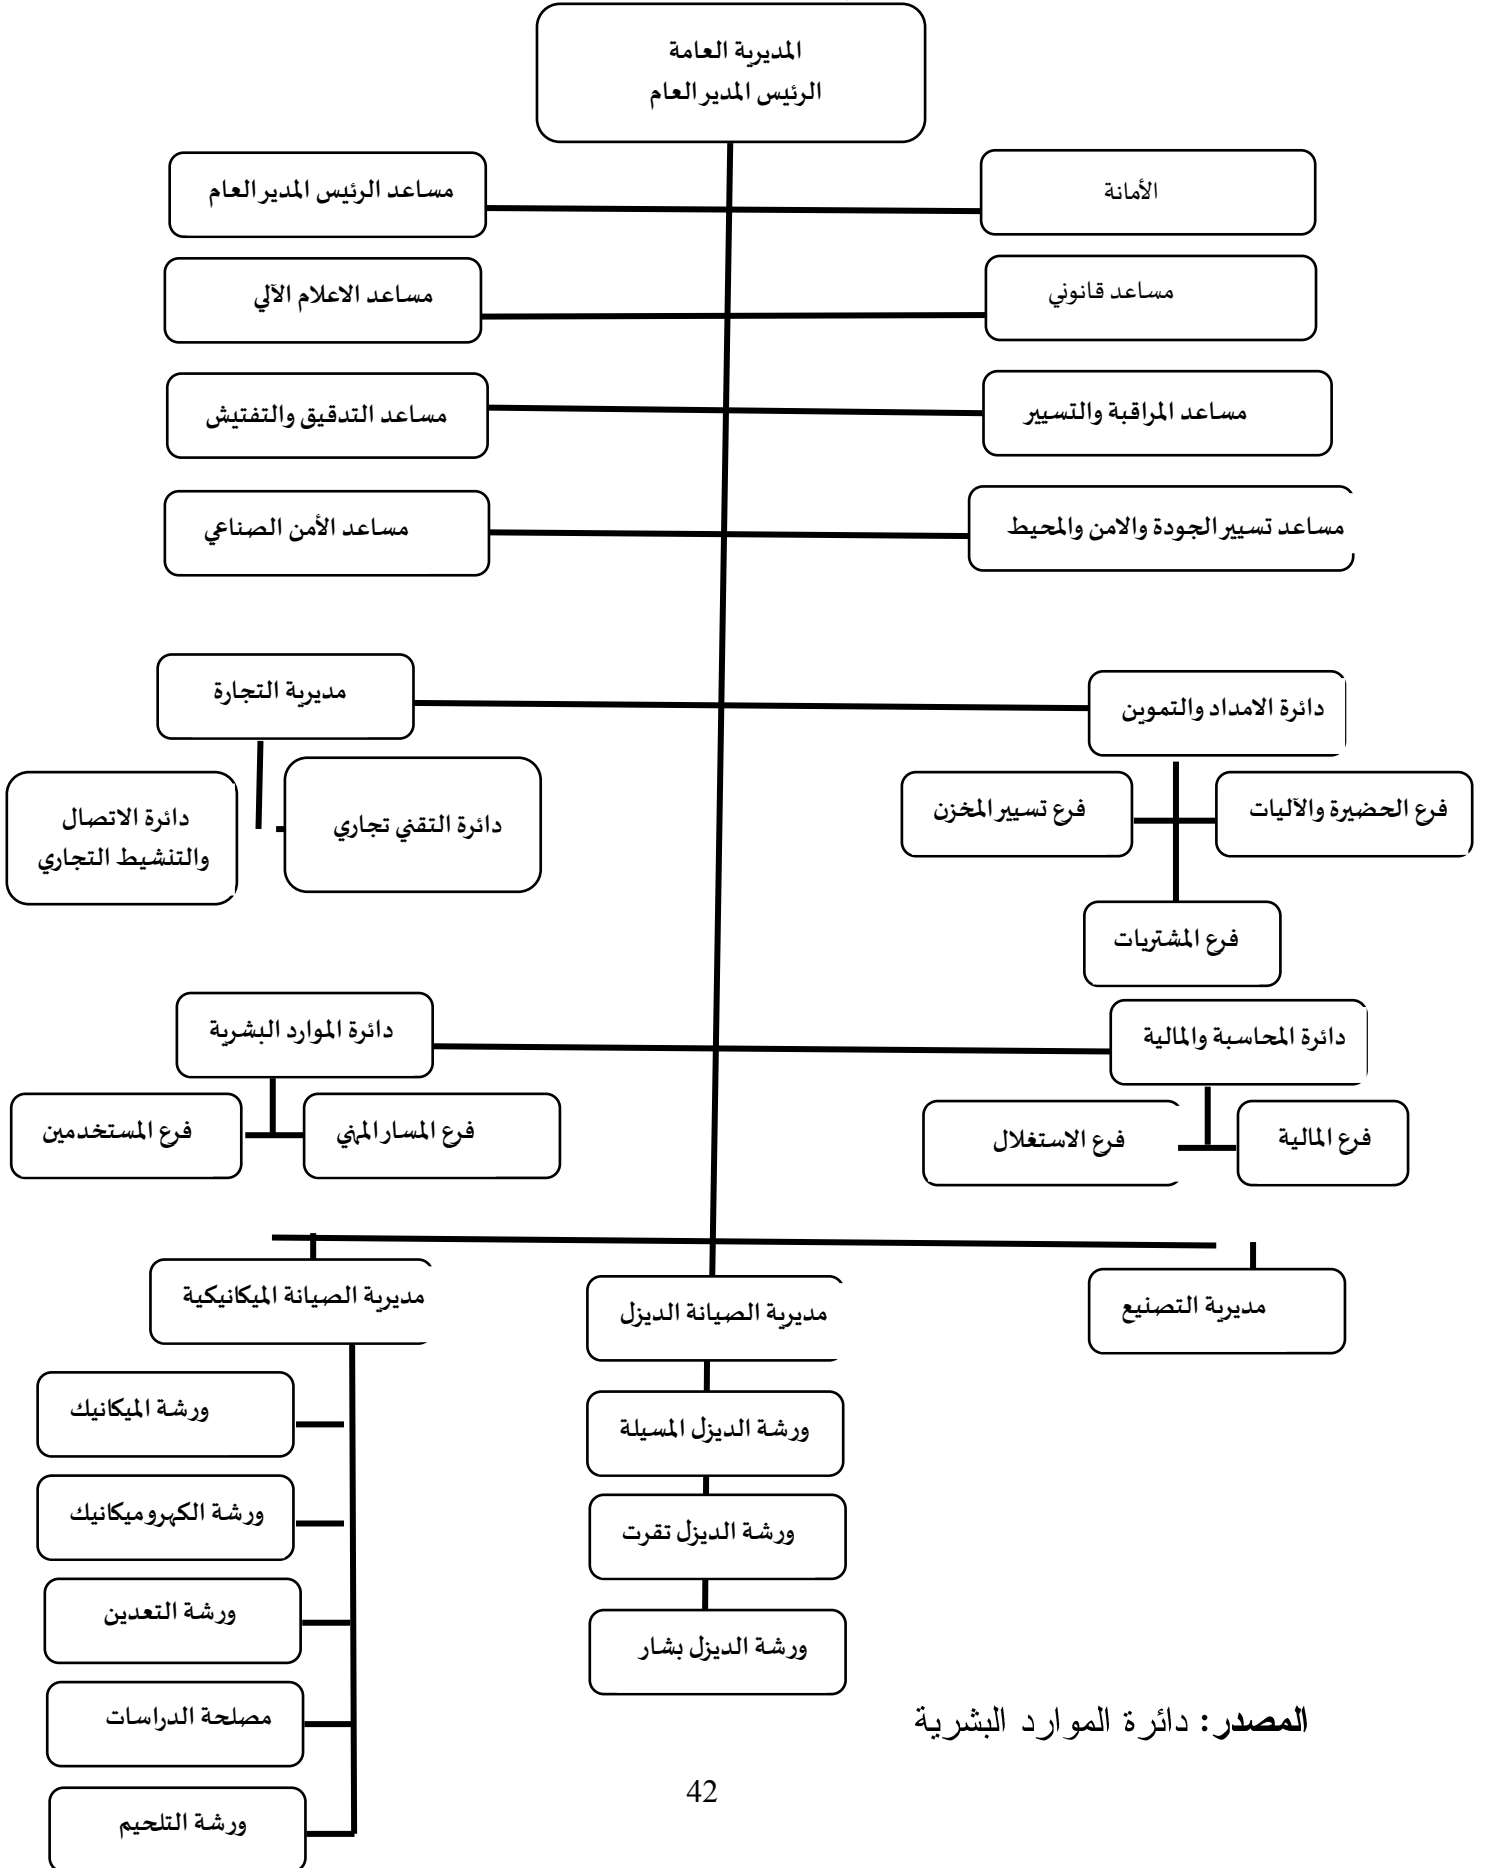 المديرية العامة
الرئيس المدير العام
الأمانة
مساعد الرئيس المدير العام
مساعد قانوني
مساعد الاعلام الآلي
مساعد المراقبة والتسيير
مساعد التدقيق والتفتيش
مساعد تسيير الجودة والامن والمحيط
مساعد الأمن الصناعي
دائرة الامداد والتموين
مديرية التجارة
فرع الحضيرة والآليات
فرع تسيير المخزن
دائرة التقني تجاري
دائرة الاتصال
والتنشيط التجاري
فرع المشتريات
دائرة المحاسبة والمالية
دائرة الموارد البشرية
فرع المالية
فرع الاستغلال
فرع المسار المهني
فرع المستخدمين
مديرية التصنيع
مديرية الصيانة الديزل
مديرية الصيانة الميكانيكية
ورشة الديزل المسيلة
ورشة الديزل تقرت
ورشة الديزل بشار
ورشة الميكانيك
ورشة الكهروميكانيك
ورشة التعدين
مصلحة الدراسات
ورشة التلحيم
المصدر: دائرة الموارد البشرية
42